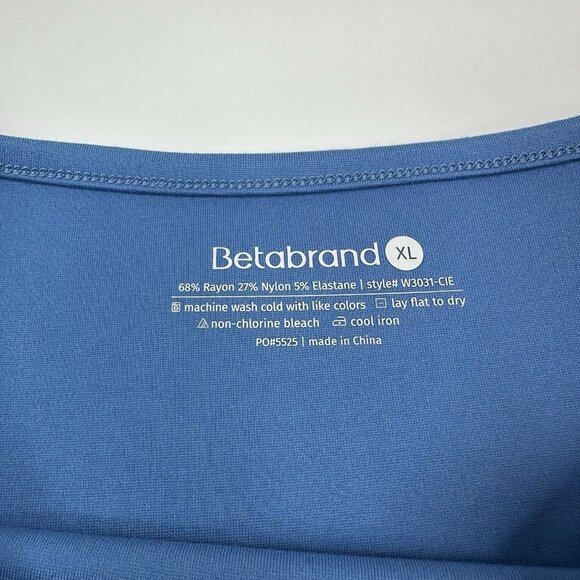 Betabrand XL
68% Rayon 27% Nylon 5% Elastane | style# W3031-CIE
machine wash cold with like colors lay flat to dry
non-chlorine bleach cool iron
PO#5525 | made in China